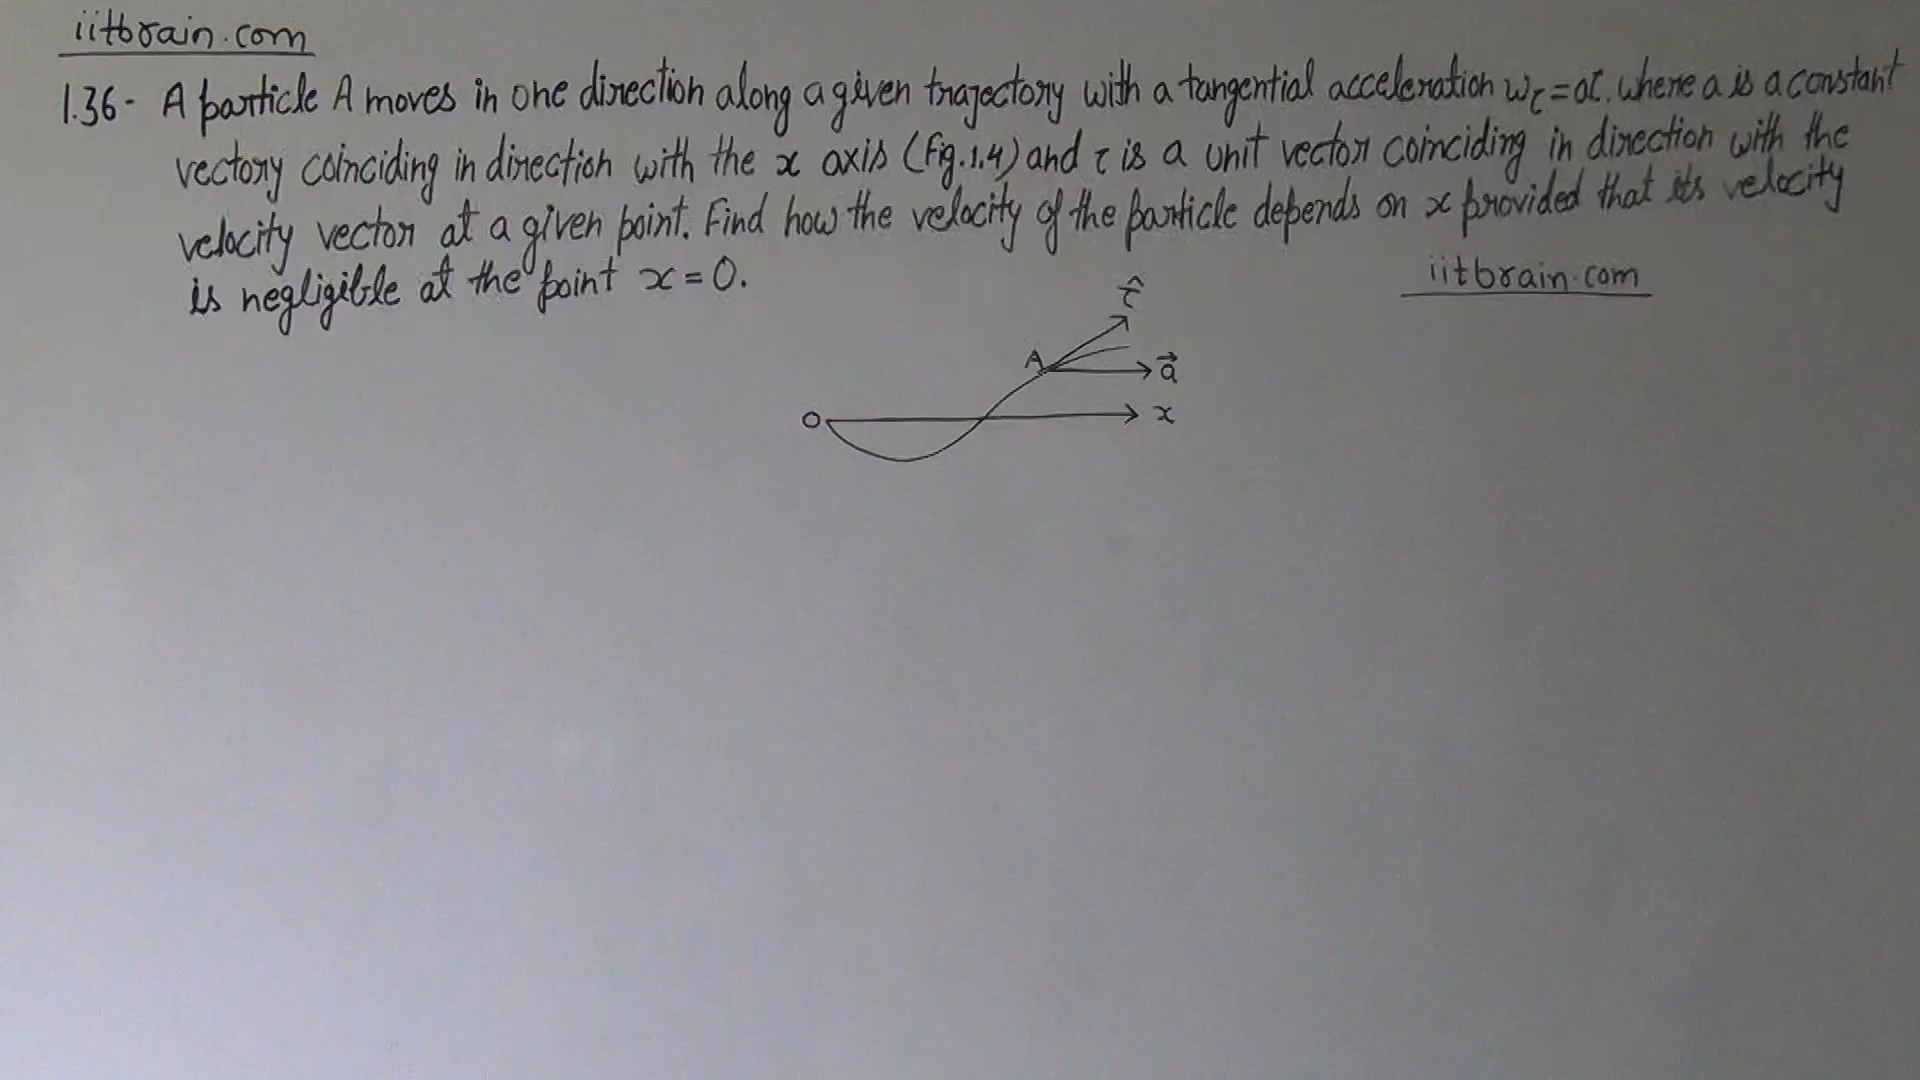 iitbrain.com
1.36- A particle A moves in one direction along a given trajectory with a tangential acceleration wτ = aτ. where a is a constant
vectory coinciding in direction with the x axis (fig.1.4) and τ is a unit vector coinciding in direction with the
velocity vector at a given point. Find how the velocity of the particle depends on x provided that its velocity
is negligible at the point x = 0.
iitbrain.com
τ̂
A
a⃗
O
x